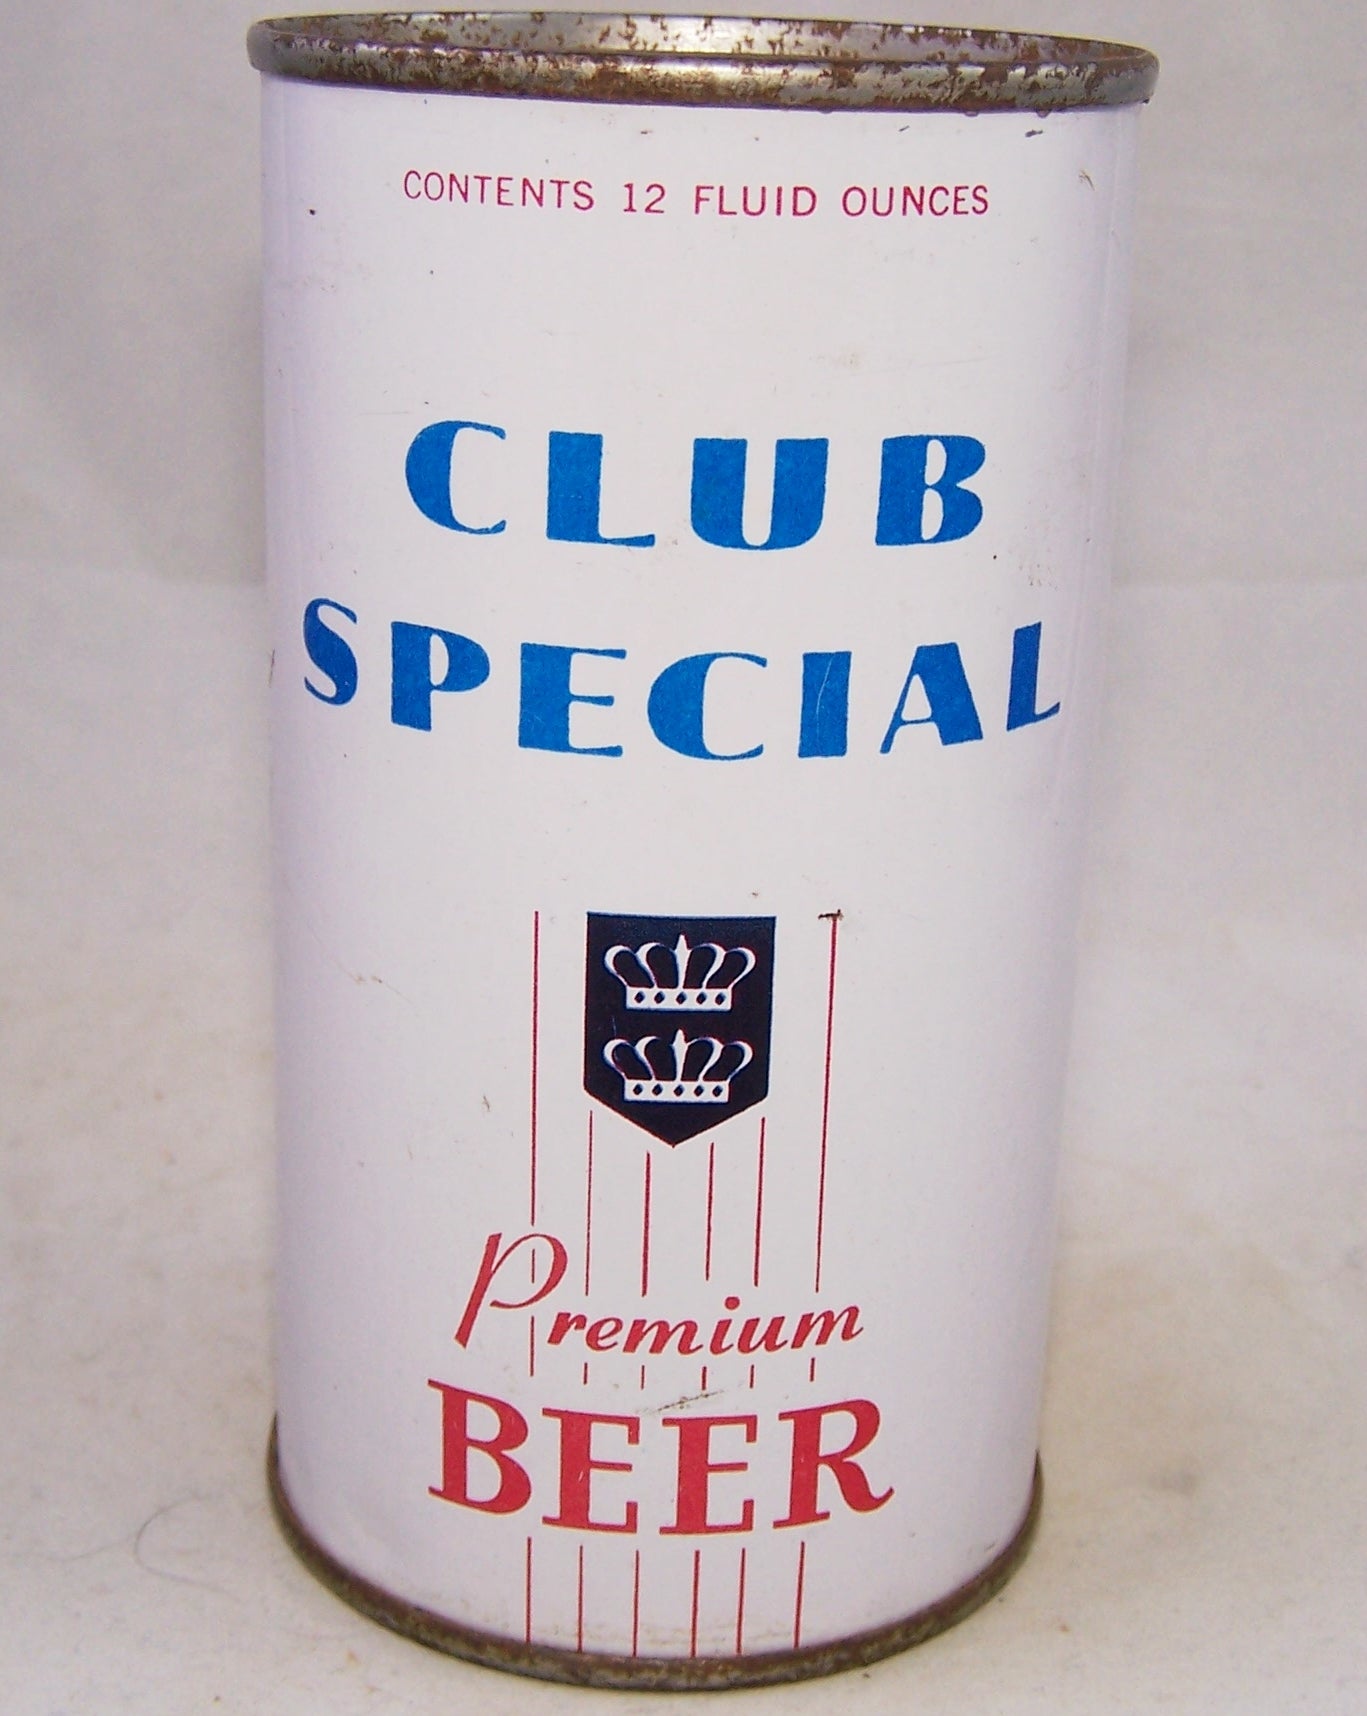 CONTENTS 12 FLUID OUNCES
CLUB
SPECIAL
Premium
BEER